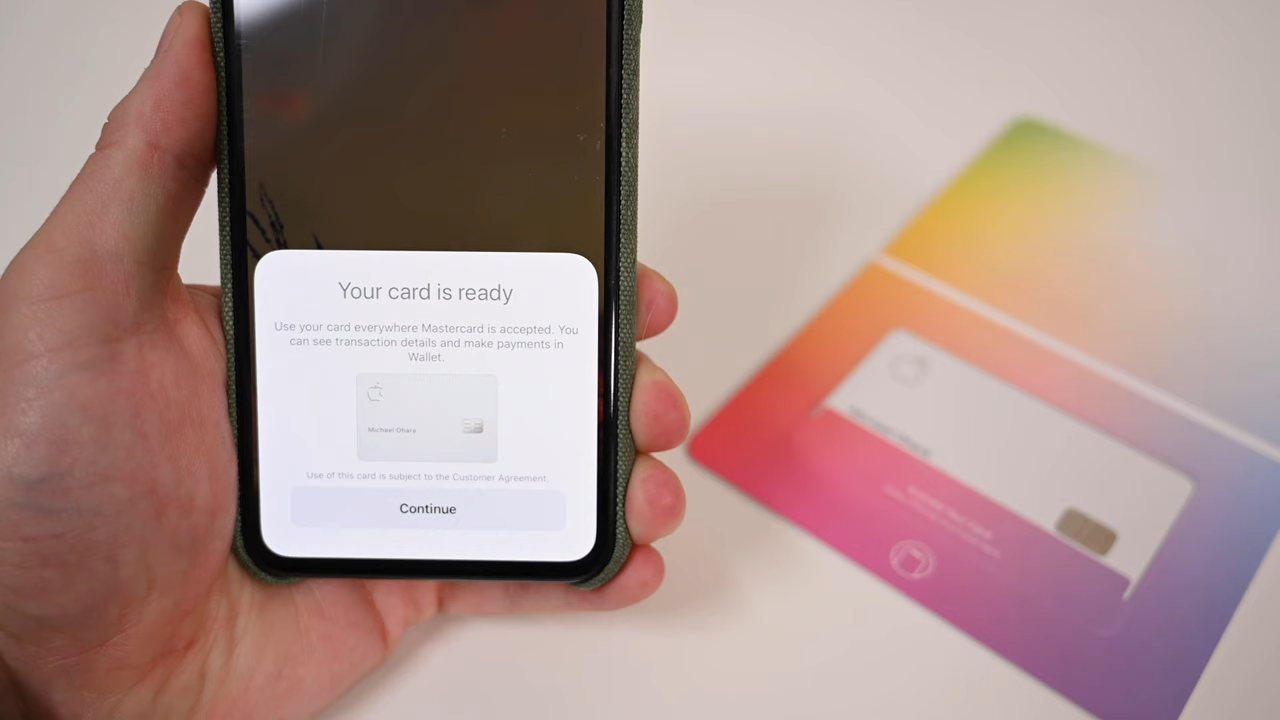 Your card is ready
Use your card everywhere Mastercard is accepted. You
can see transaction details and make payments in
Wallet.
Michael Ohara
Use of this card is subject to the Customer Agreement.
Continue